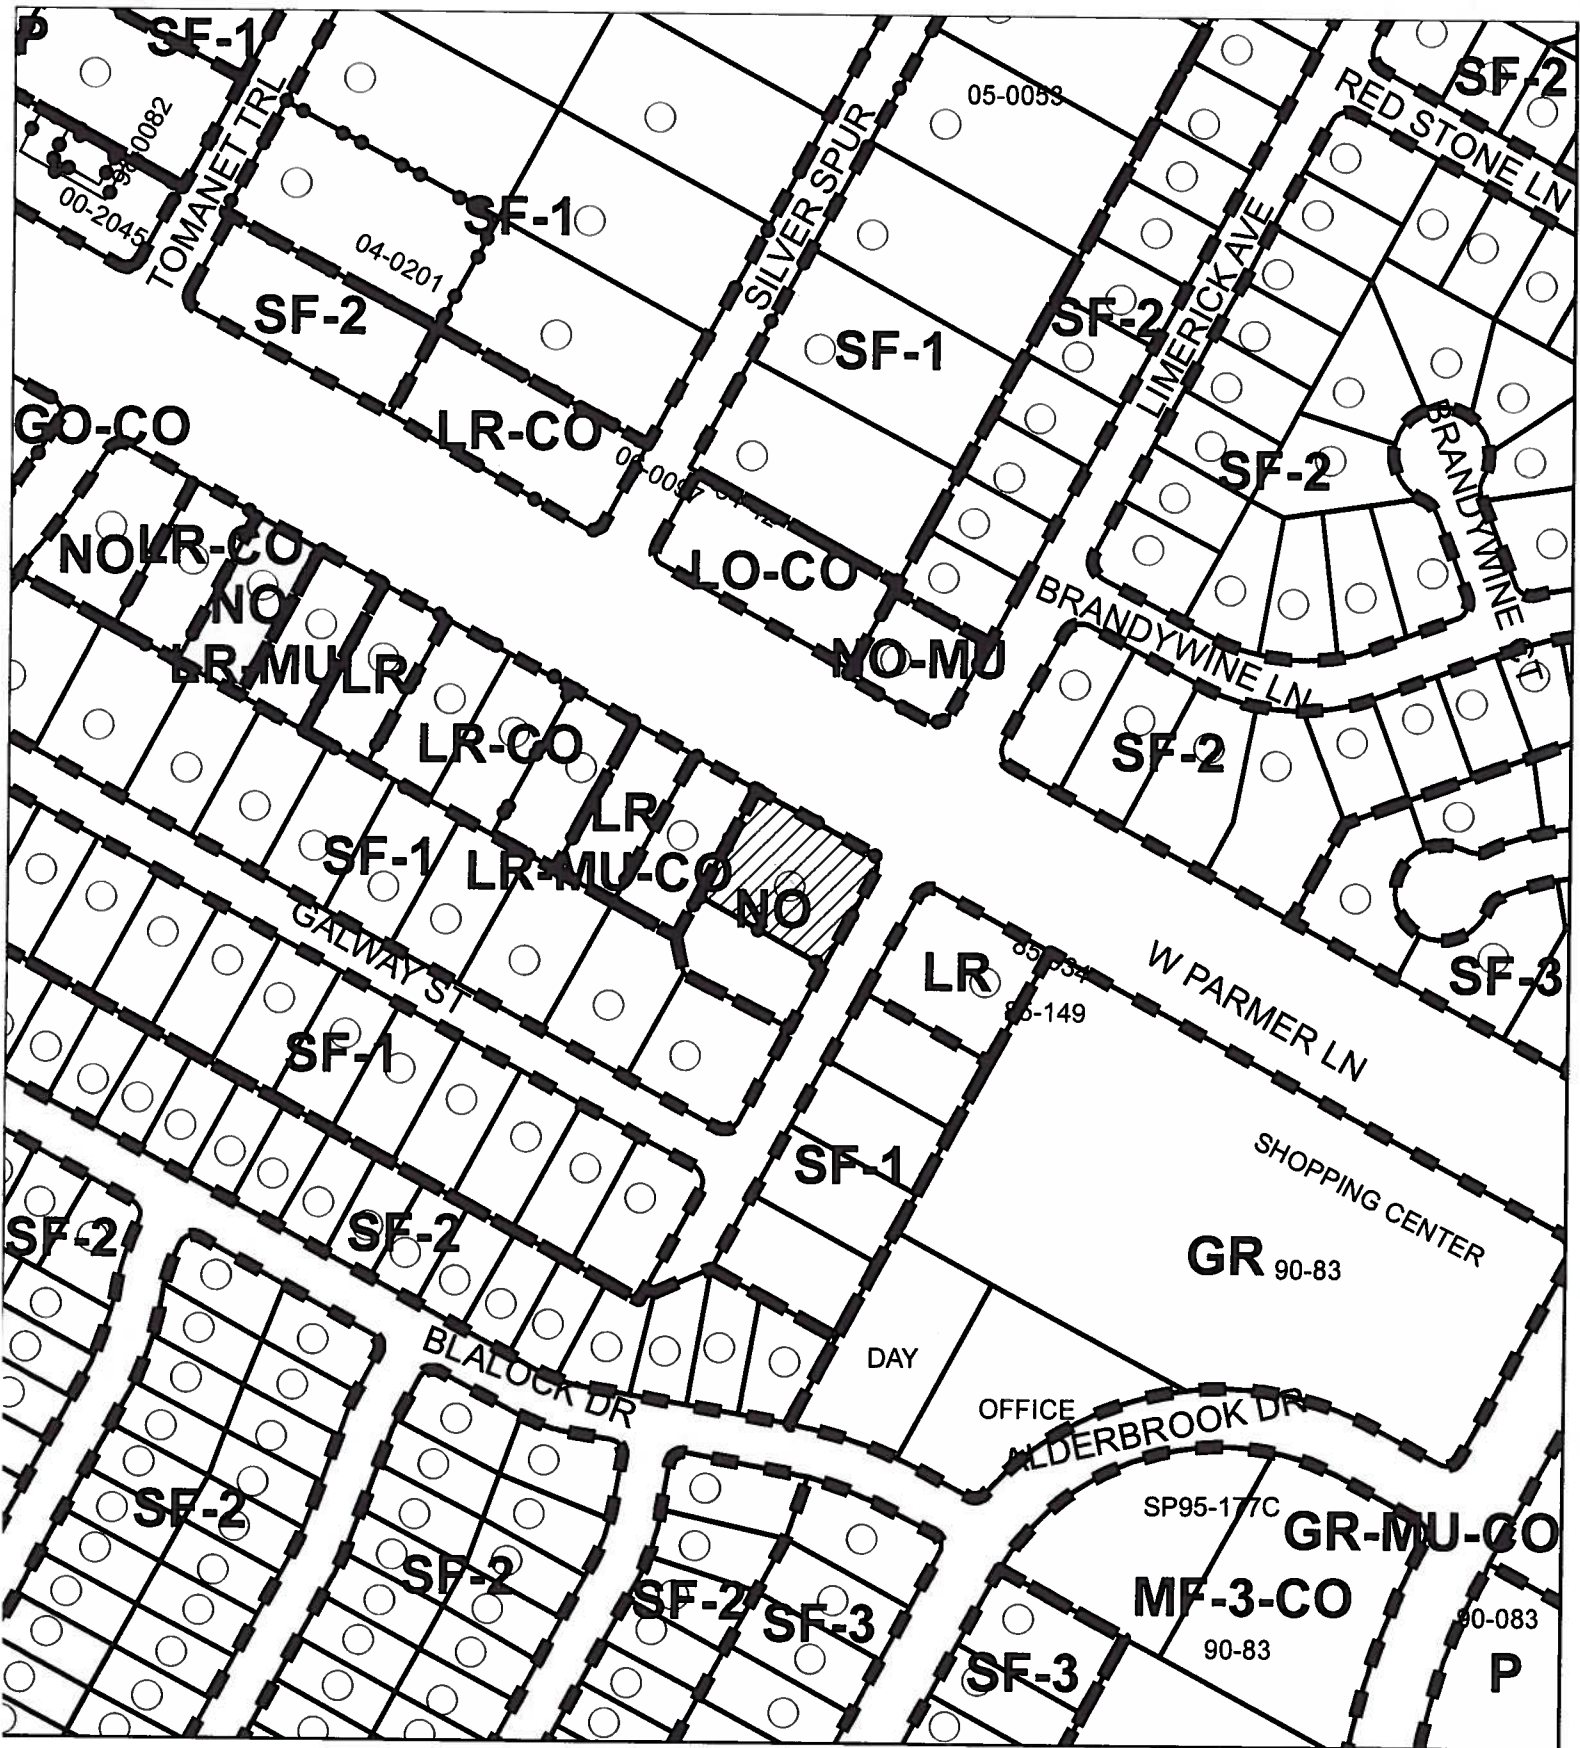 P
SF-1
SF-2
RED STONE LN
05-0053
TOMANET TRL
00-2045
SF-1
SILVER SPUR
04-0201
SF-2
SF-1
SF-2
LIMERICK AVE
GO-CO
LR-CO
SF-2
BRANDYWINE CT
NO
LR-CO
LO-CO
NO
BRANDYWINE LN
LR-MU
LR
NO-MU
LR-CO
SF-2
LR
SF-1
LR-MU-CO
NO
GALWAY ST
LR
W PARMER LN
SF-3
SF-1
SF-1
SHOPPING CENTER
SF-2
SF-2
GR 90-83
BLALOCK DR
DAY
OFFICE
ALDERBROOK DR
SF-2
SP95-177C
GR-MU-CO
SF-2
SF-2
SF-3
MF-3-CO
90-083
90-83
SF-3
P